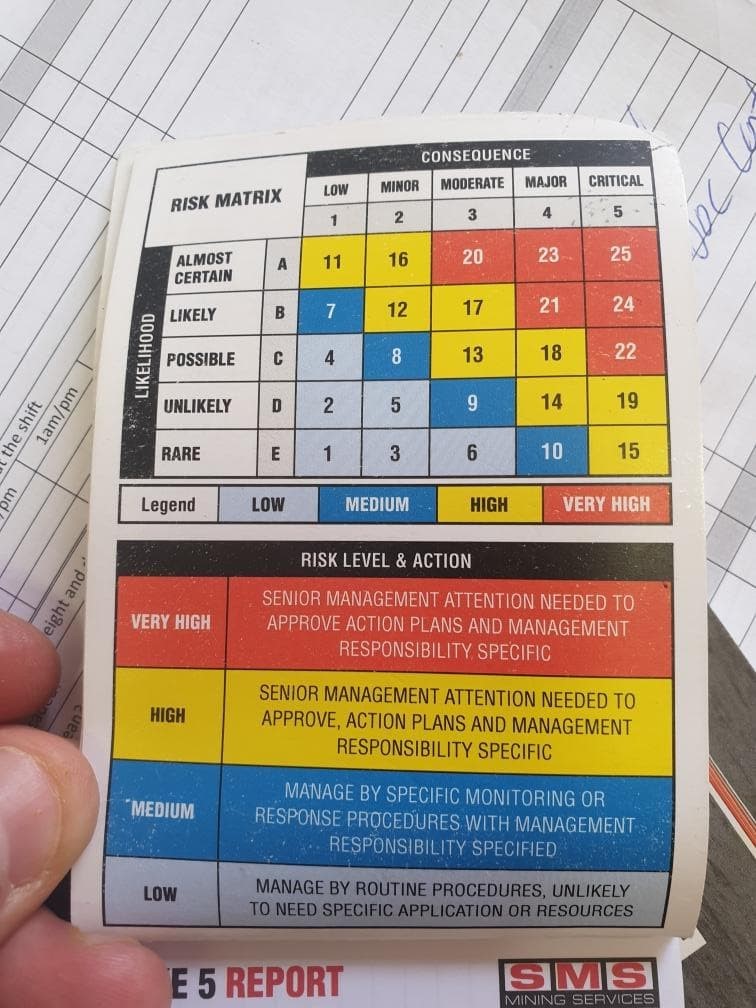 CONSEQUENCE
RISK MATRIX LOW MINOR MODERATE MAJOR CRITICAL
1 2 3 4 5
LIKELIHOOD
ALMOST CERTAIN A 11 16 20 23 25
LIKELY B 7 12 17 21 24
POSSIBLE C 4 8 13 18 22
UNLIKELY D 2 5 9 14 19
RARE E 1 3 6 10 15
Legend LOW MEDIUM HIGH VERY HIGH
RISK LEVEL & ACTION
VERY HIGH
SENIOR MANAGEMENT ATTENTION NEEDED TO
APPROVE ACTION PLANS AND MANAGEMENT
RESPONSIBILITY SPECIFIC
HIGH
SENIOR MANAGEMENT ATTENTION NEEDED TO
APPROVE, ACTION PLANS AND MANAGEMENT
RESPONSIBILITY SPECIFIC
MEDIUM
MANAGE BY SPECIFIC MONITORING OR
RESPONSE PROCEDURES WITH MANAGEMENT
RESPONSIBILITY SPECIFIED
LOW
MANAGE BY ROUTINE PROCEDURES, UNLIKELY
TO NEED SPECIFIC APPLICATION OR RESOURCES
E 5 REPORT
SMS
MINING SERVICES
the shift
1am/pm
pm
eight and